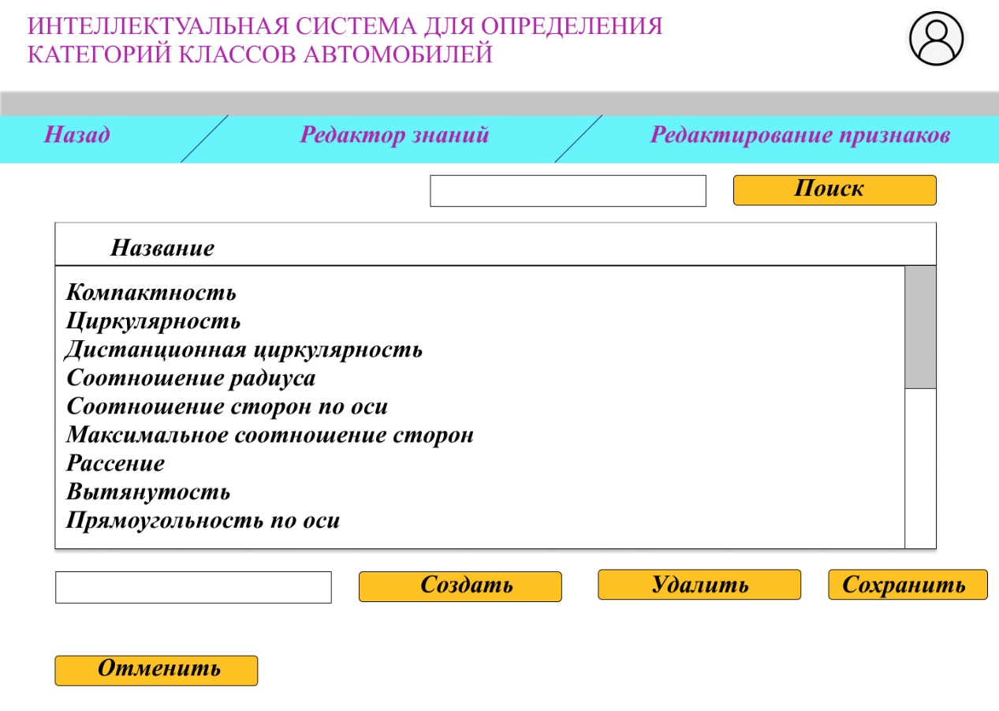 ИНТЕЛЛЕКТУАЛЬНАЯ СИСТЕМА ДЛЯ ОПРЕДЕЛЕНИЯ
КАТЕГОРИЙ КЛАССОВ АВТОМОБИЛЕЙ
Назад
Редактор знаний
Редактирование признаков
Поиск
Название
Компактность
Циркулярность
Дистанционная циркулярность
Соотношение радиуса
Соотношение сторон по оси
Максимальное соотношение сторон
Рассение
Вытянутость
Прямоугольность по оси
Создать
Удалить
Сохранить
Отменить